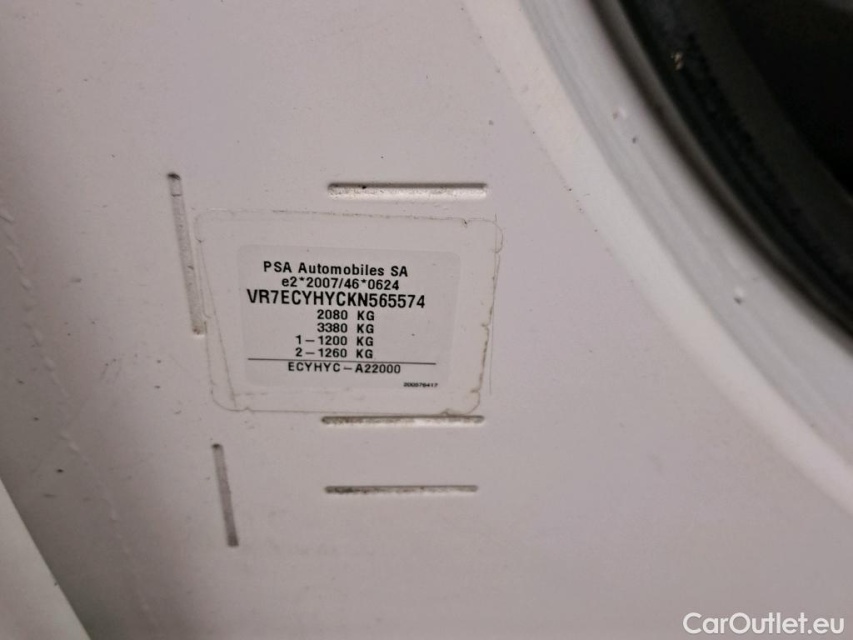 PSA Automobiles SA
e2*2007/46*0624
VR7ECYHYCKN565574
2080 KG
3380 KG
1-1200 KG
2-1260 KG
ECYHYC-A22000
200876417
CarOutlet.eu